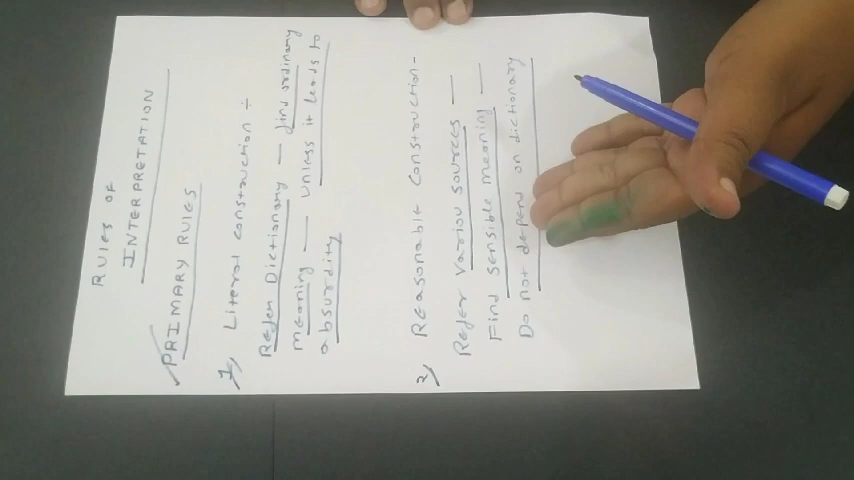 RULES OF
INTERPRETATION
PRIMARY RULES
1) Literal construction ÷
Refer Dictionary — find ordinary
meaning — unless it leads to
absurdity
2) REASONABLE CONSTRUCTION -
Refer Variou sources —
Find sensible meaning —
Do not depend on dictionary